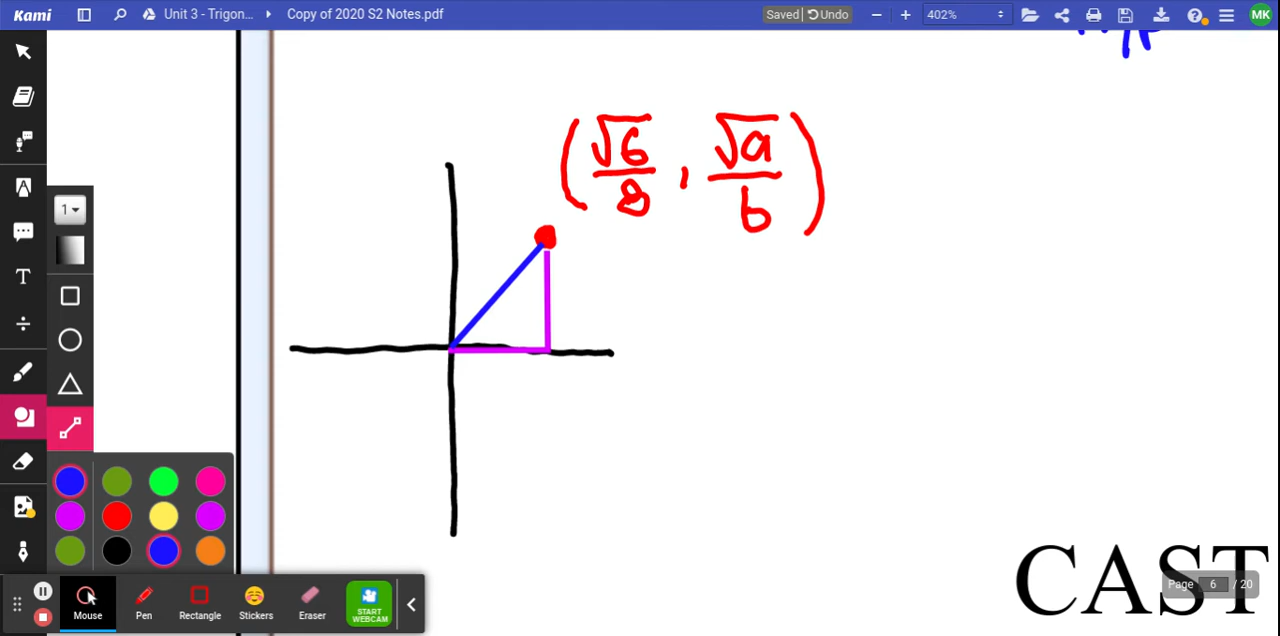 Kami Unit 3 - Trigon... Copy of 2020 S2 Notes.pdf Saved Undo 402% MK
(√6/8, √a/b)
1
T
CAST
Page 6 / 20
Mouse Pen Rectangle Stickers Eraser START WEBCAM